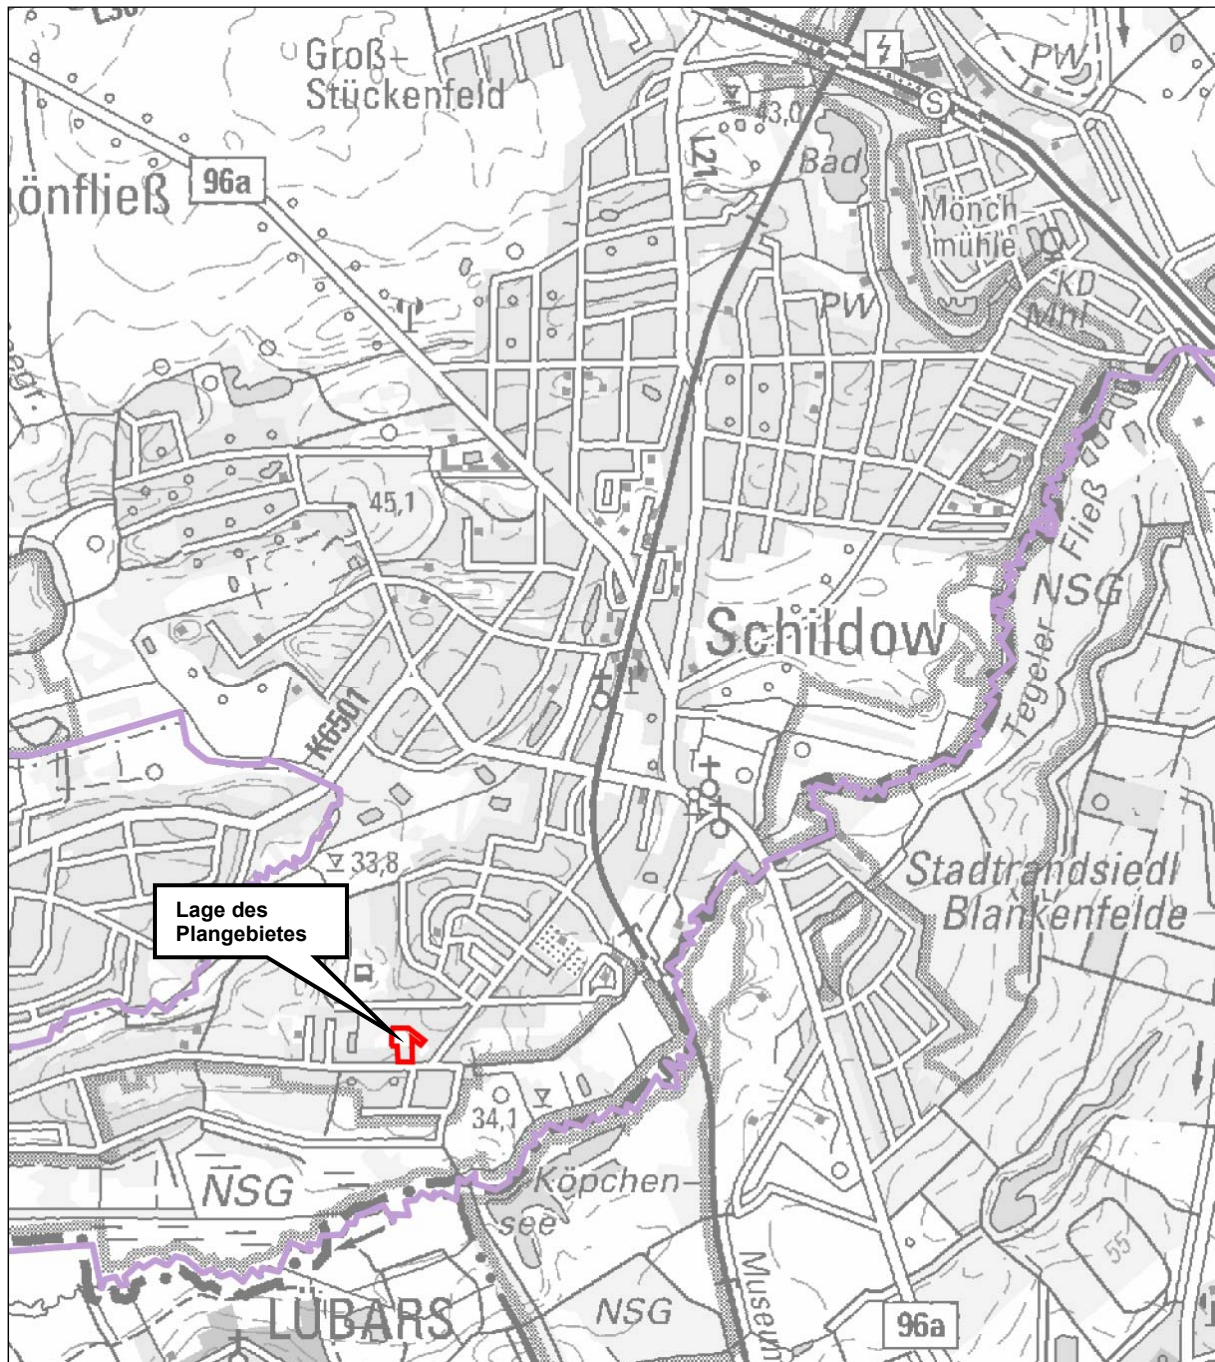 L30
Groß-
Stückenfeld
PW
S
43,0
96a
L21
Bad
önfließ
Mönch-
mühle
KD
PW
Mhl
egr.
45,1
Fließ
NSG
Schildow
Tegeler
K6501
33,8
Stadtrandsiedl
Blankenfelde
Lage des
Plangebietes
34,1
NSG
Köpchen-
see
55
Museum
NSG
LÜBARS
96a